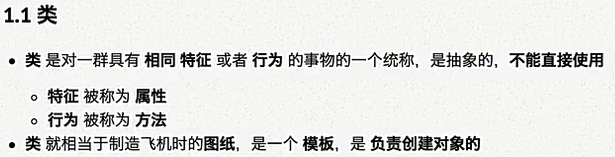 1.1 类
类 是对一群具有 相同 特征 或者 行为 的事物的一个统称，是抽象的，不能直接使用
特征 被称为 属性
行为 被称为 方法
类 就相当于制造飞机时的图纸，是一个 模板，是 负责创建对象的